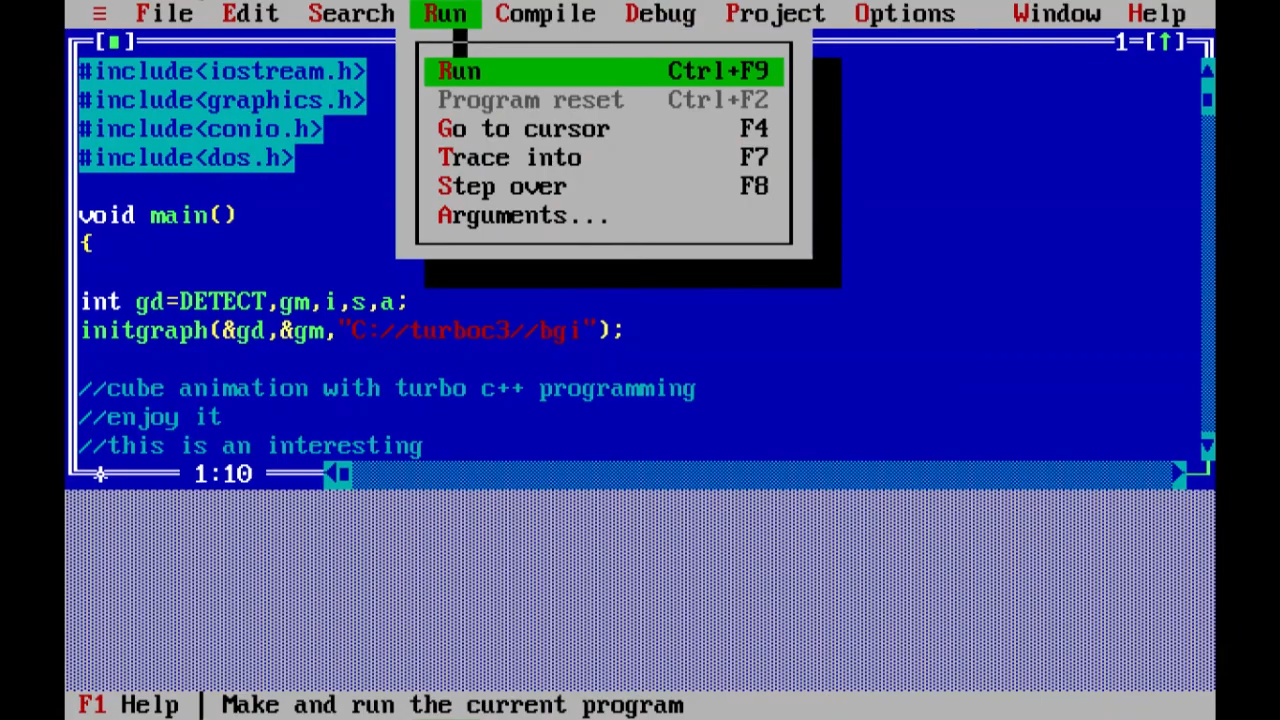 ≡ File Edit Search Run Compile Debug Project Options Window Help
[■] 1=[↑]
#include<iostream.h>
#include<graphics.h>
#include<conio.h>
#include<dos.h>
void main()
{
int gd=DETECT,gm,i,s,a;
initgraph(&gd,&gm,"C://turboc3//bgi");
//cube animation with turbo c++ programming
//enjoy it
//this is an interesting
1:10
Run Ctrl+F9
Program reset Ctrl+F2
Go to cursor F4
Trace into F7
Step over F8
Arguments...
F1 Help | Make and run the current program